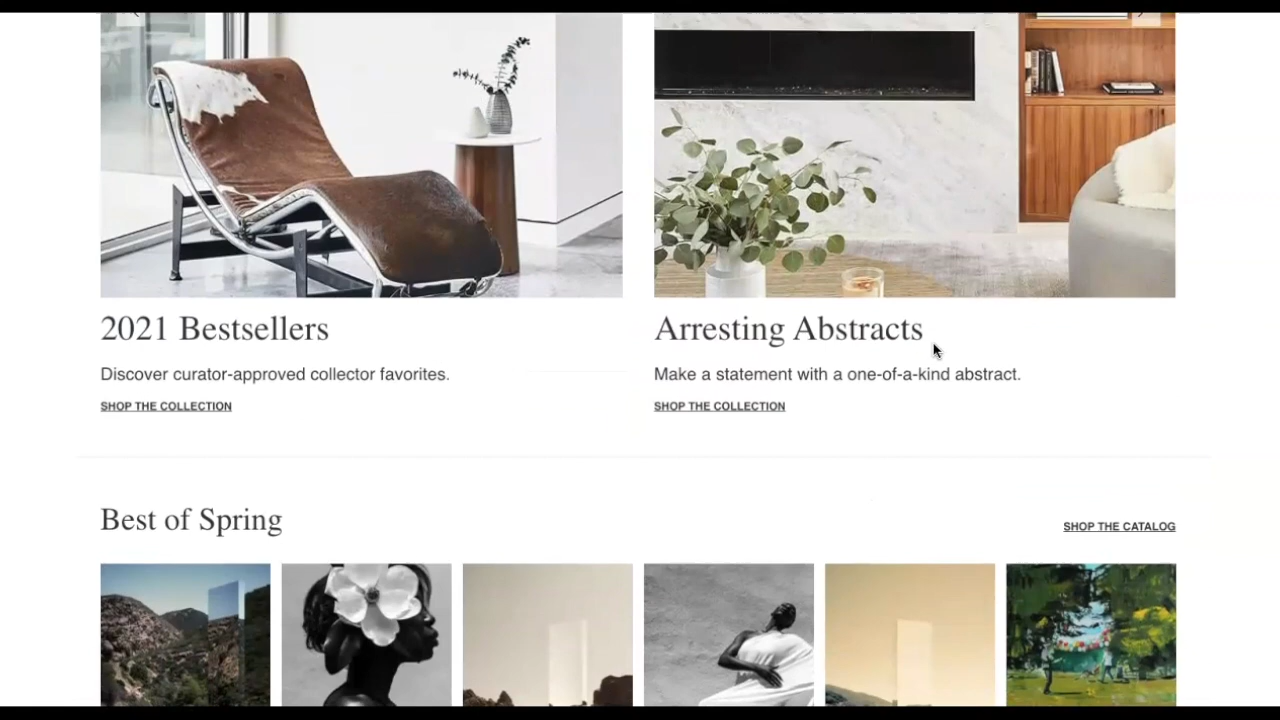 2021 Bestsellers
Discover curator-approved collector favorites.
SHOP THE COLLECTION
Arresting Abstracts
Make a statement with a one-of-a-kind abstract.
SHOP THE COLLECTION
Best of Spring
SHOP THE CATALOG